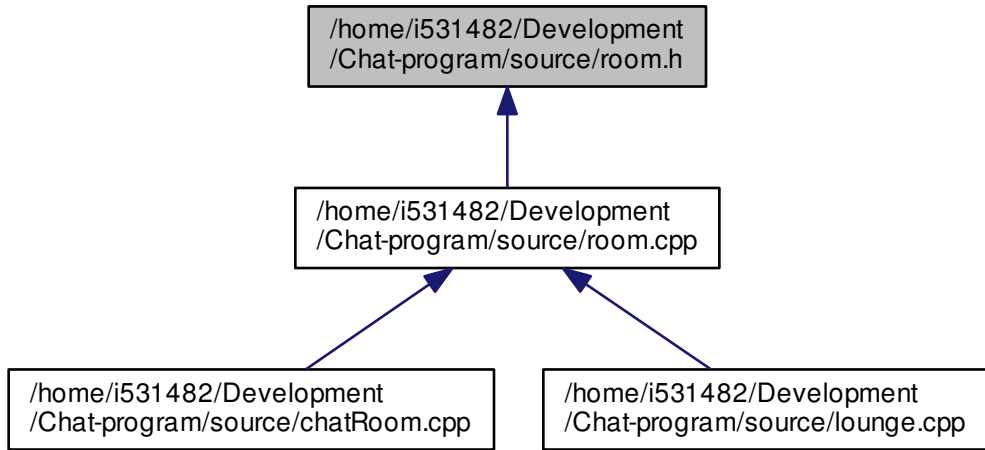 /home/i531482/Development
/Chat-program/source/room.h
/home/i531482/Development
/Chat-program/source/room.cpp
/home/i531482/Development
/Chat-program/source/chatRoom.cpp
/home/i531482/Development
/Chat-program/source/lounge.cpp